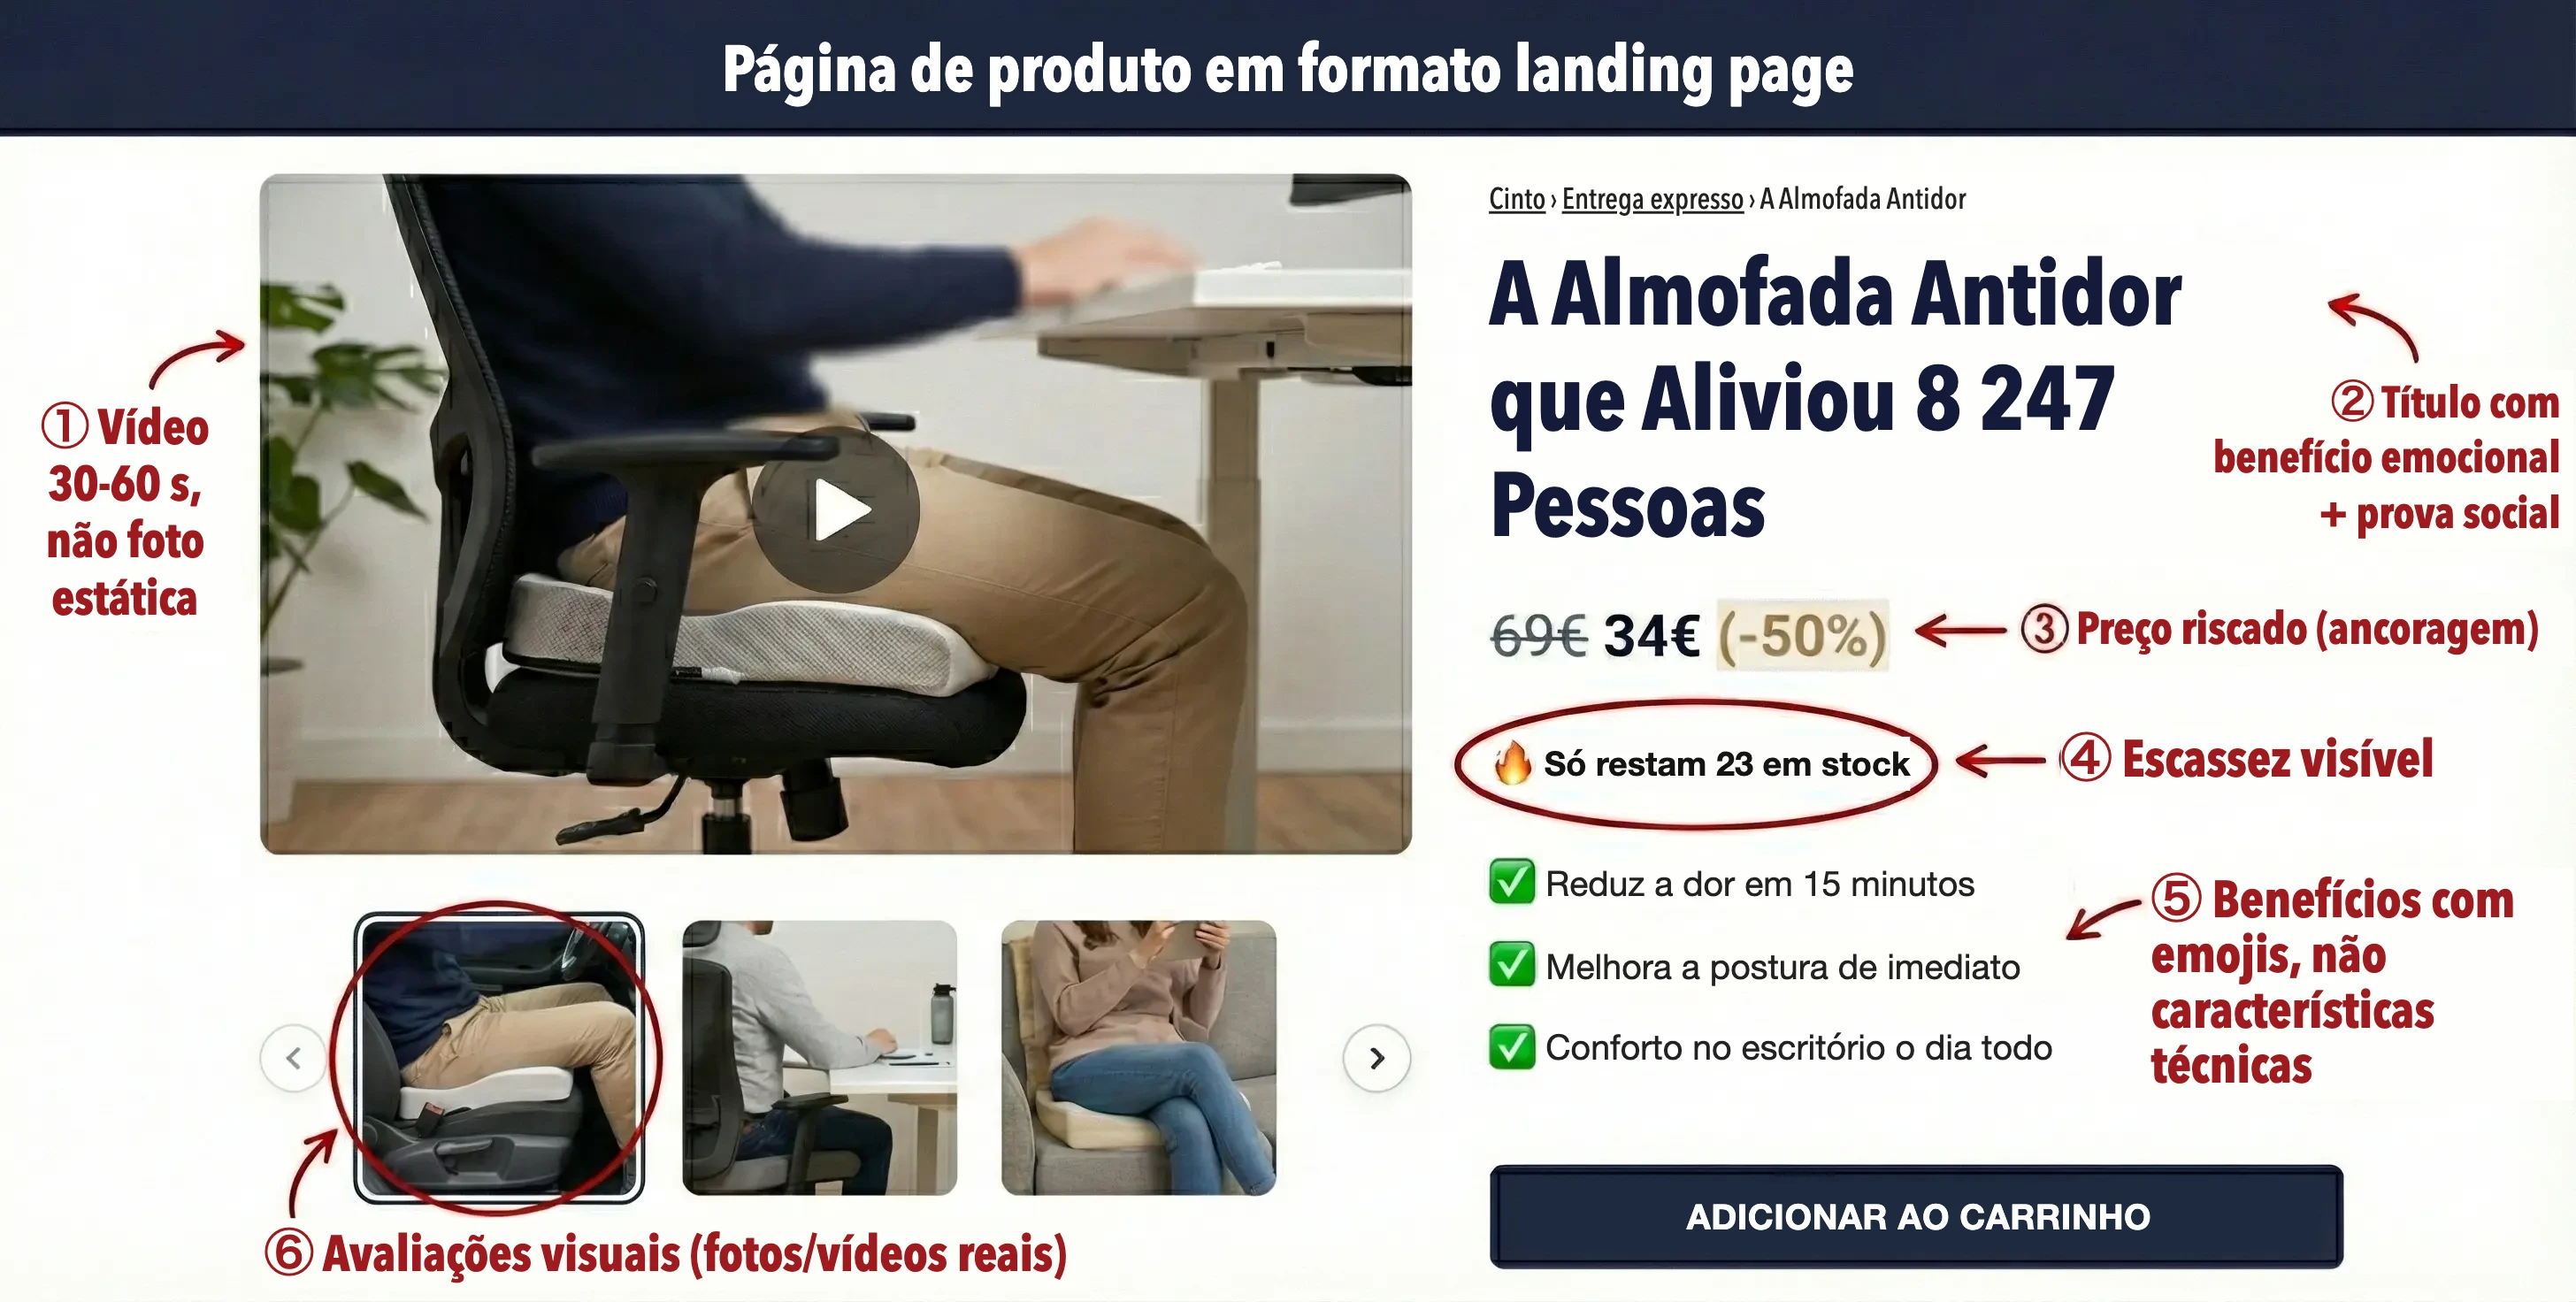 Página de produto em formato landing page
① Vídeo
30-60 s,
não foto
estática
Cinto › Entrega expresso › A Almofada Antidor
A Almofada Antidor
que Aliviou 8 247
Pessoas
② Título com
benefício emocional
+ prova social
69€ 34€ (-50%)
③ Preço riscado (ancoragem)
🔥 Só restam 23 em stock
④ Escassez visível
✅ Reduz a dor em 15 minutos
✅ Melhora a postura de imediato
✅ Conforto no escritório o dia todo
⑤ Benefícios com
emojis, não
características
técnicas
⑥ Avaliações visuais (fotos/vídeos reais)
ADICIONAR AO CARRINHO